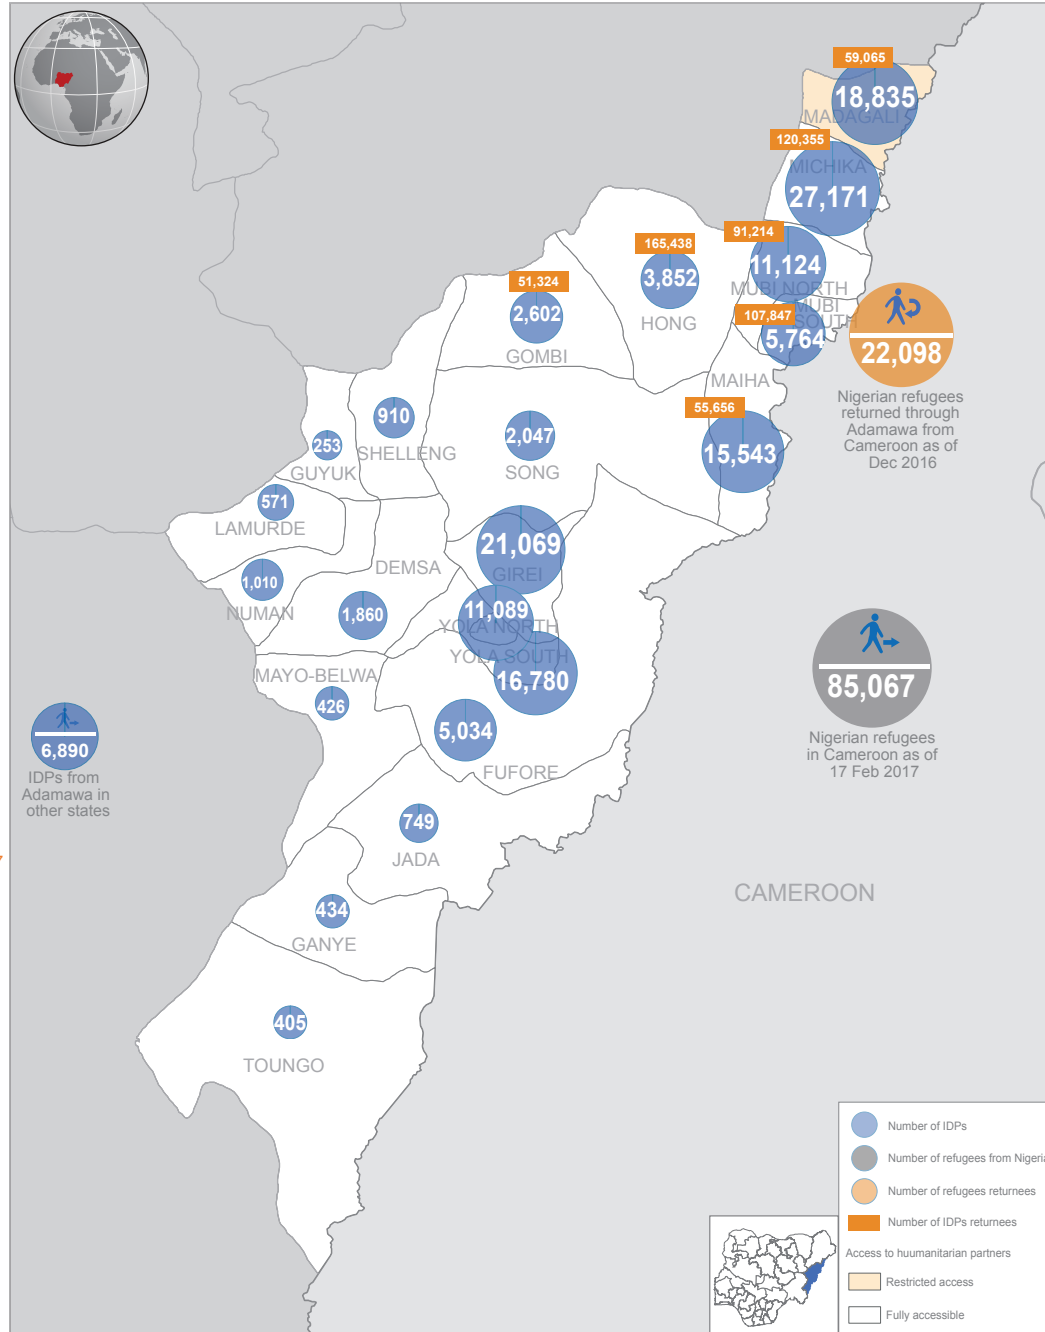 59,065
18,835
MADAGALI
120,355
MICHIKA
27,171
91,214
11,124
MUBI NORTH
165,438
3,852
HONG
51,324
2,602
GOMBI
107,847
MUBI
SOUTH
5,764
MAIHA
55,656
15,543
22,098
Nigerian refugees
returned through
Adamawa from
Cameroon as of
Dec 2016
910
SHELLENG
253
GUYUK
2,047
SONG
571
LAMURDE
21,069
GIREI
DEMSA
1,010
NUMAN
1,860
11,089
YOLA NORTH
YOLA SOUTH
16,780
MAYO-BELWA
426
5,034
FUFORE
85,067
Nigerian refugees
in Cameroon as of
17 Feb 2017
6,890
IDPs from
Adamawa in
other states
749
JADA
CAMEROON
434
GANYE
405
TOUNGO
Number of IDPs
Number of refugees from Nigeria
Number of refugees returnees
Number of IDPs returnees
Access to huumanitarian partners
Restricted access
Fully accessible